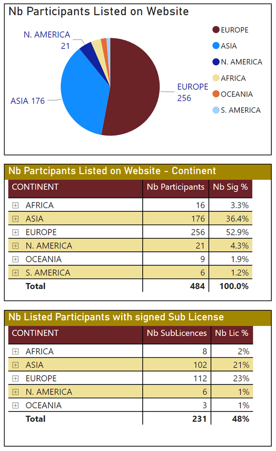 Nb Participants Listed on Website
N. AMERICA
21
ASIA 176
EUROPE
256
EUROPE
ASIA
N. AMERICA
AFRICA
OCEANIA
S. AMERICA
Nb Participants Listed on Website - Continent
CONTINENT Nb Participants Nb Sig %
AFRICA 16 3.3%
ASIA 176 36.4%
EUROPE 256 52.9%
N. AMERICA 21 4.3%
OCEANIA 9 1.9%
S. AMERICA 6 1.2%
Total 484 100.0%
Nb Listed Participants with signed Sub License
CONTINENT Nb SubLicences Nb Lic %
AFRICA 8 2%
ASIA 102 21%
EUROPE 112 23%
N. AMERICA 6 1%
OCEANIA 3 1%
Total 231 48%